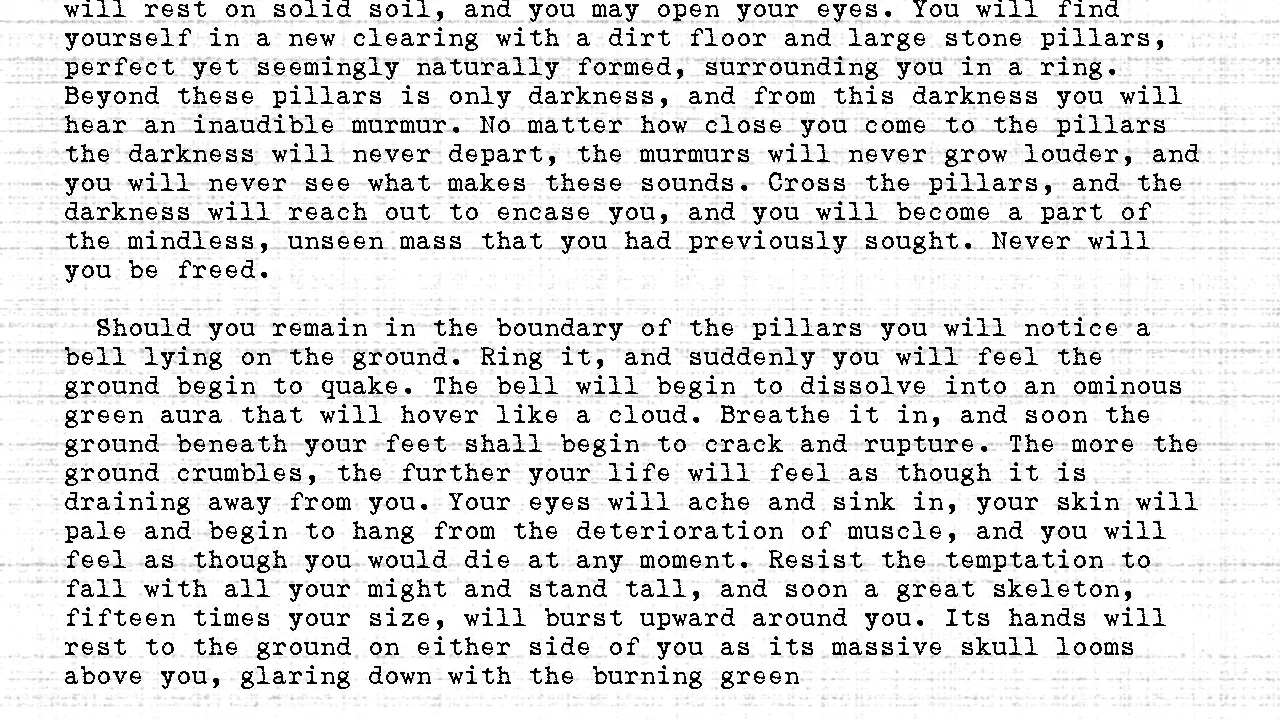 will rest on solid soil, and you may open your eyes. You will find
yourself in a new clearing with a dirt floor and large stone pillars,
perfect yet seemingly naturally formed, surrounding you in a ring.
Beyond these pillars is only darkness, and from this darkness you will
hear an inaudible murmur. No matter how close you come to the pillars
the darkness will never depart, the murmurs will never grow louder, and
you will never see what makes these sounds. Cross the pillars, and the
darkness will reach out to encase you, and you will become a part of
the mindless, unseen mass that you had previously sought. Never will
you be freed.
Should you remain in the boundary of the pillars you will notice a
bell lying on the ground. Ring it, and suddenly you will feel the
ground begin to quake. The bell will begin to dissolve into an ominous
green aura that will hover like a cloud. Breathe it in, and soon the
ground beneath your feet shall begin to crack and rupture. The more the
ground crumbles, the further your life will feel as though it is
draining away from you. Your eyes will ache and sink in, your skin will
pale and begin to hang from the deterioration of muscle, and you will
feel as though you would die at any moment. Resist the temptation to
fall with all your might and stand tall, and soon a great skeleton,
fifteen times your size, will burst upward around you. Its hands will
rest to the ground on either side of you as its massive skull looms
above you, glaring down with the burning green